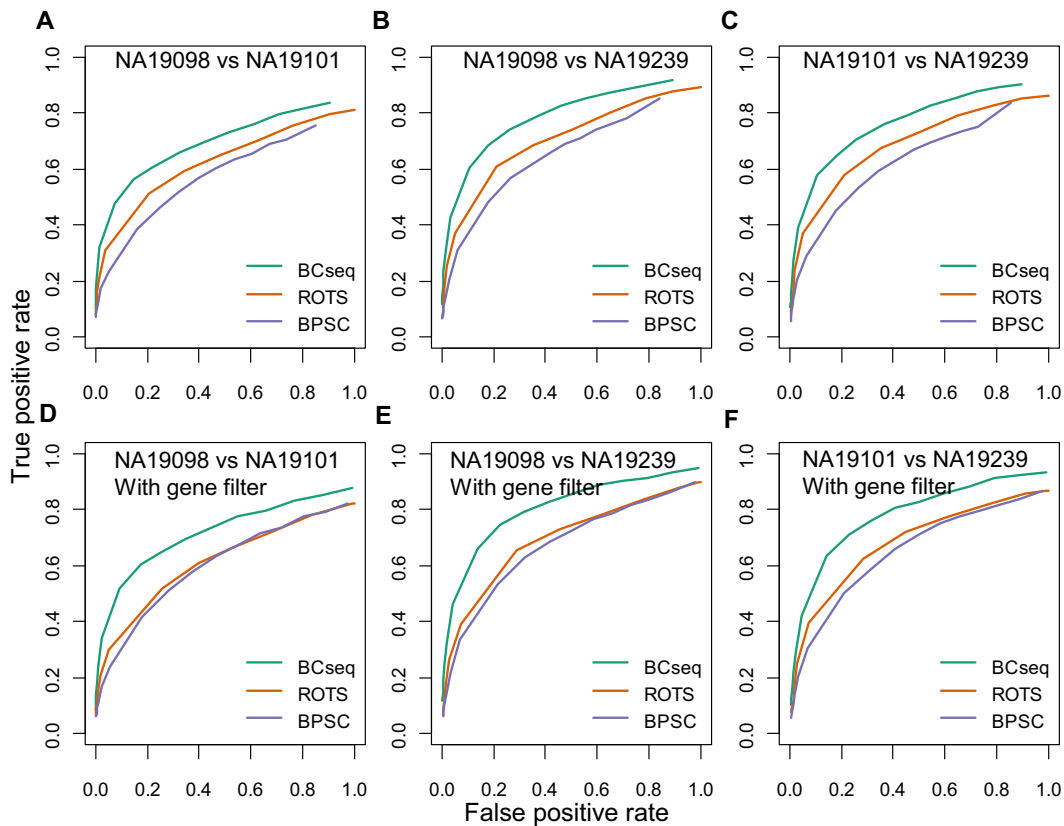 A
B
C
NA19098 vs NA19101
NA19098 vs NA19239
NA19101 vs NA19239
0.0 0.2 0.4 0.6 0.8 1.0
BCseq
ROTS
BPSC
0.0 0.2 0.4 0.6 0.8 1.0
0.0 0.2 0.4 0.6 0.8 1.0
BCseq
ROTS
BPSC
0.0 0.2 0.4 0.6 0.8 1.0
0.0 0.2 0.4 0.6 0.8 1.0
BCseq
ROTS
BPSC
0.0 0.2 0.4 0.6 0.8 1.0
True positive rate
D
E
F
NA19098 vs NA19101
With gene filter
0.0 0.2 0.4 0.6 0.8 1.0
BCseq
ROTS
BPSC
0.0 0.2 0.4 0.6 0.8 1.0
NA19098 vs NA19239
With gene filter
0.0 0.2 0.4 0.6 0.8 1.0
BCseq
ROTS
BPSC
0.0 0.2 0.4 0.6 0.8 1.0
NA19101 vs NA19239
With gene filter
0.0 0.2 0.4 0.6 0.8 1.0
BCseq
ROTS
BPSC
0.0 0.2 0.4 0.6 0.8 1.0
False positive rate